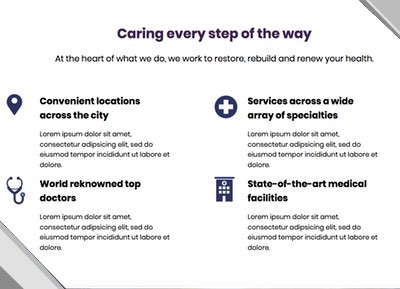 Caring every step of the way
At the heart of what we do, we work to restore, rebuild and renew your health.
Convenient locations
across the city
Lorem ipsum dolor sit amet,
consectetur adipisicing elit, sed do
eiusmod tempor incididunt ut labore et
dolore.
Services across a wide
array of specialties
Lorem ipsum dolor sit amet,
consectetur adipisicing elit, sed do
eiusmod tempor incididunt ut labore et
dolore.
World reknowned top
doctors
Lorem ipsum dolor sit amet,
consectetur adipisicing elit, sed do
eiusmod tempor incididunt ut labore et
dolore.
State-of-the-art medical
facilities
Lorem ipsum dolor sit amet,
consectetur adipisicing elit, sed do
eiusmod tempor incididunt ut labore et
dolore.